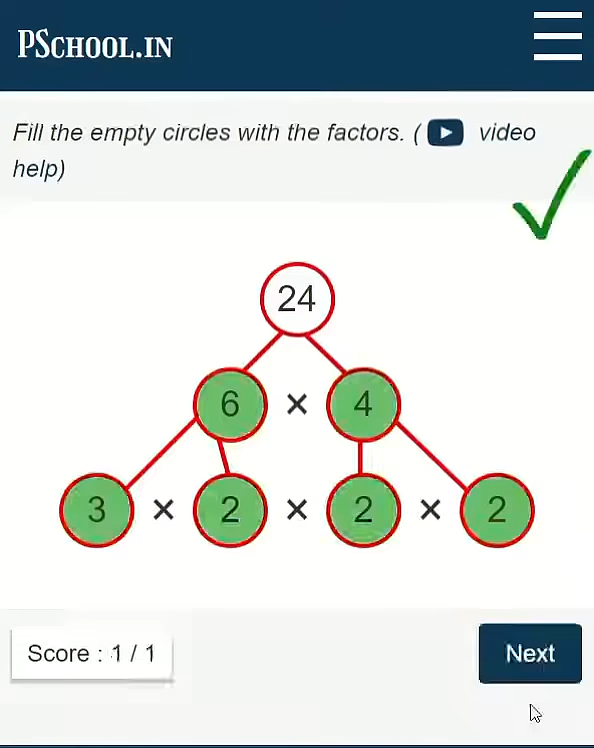 PSCHOOL.IN
Fill the empty circles with the factors. ( video
help)
24
6 × 4
3 × 2 × 2 × 2
Score : 1 / 1
Next